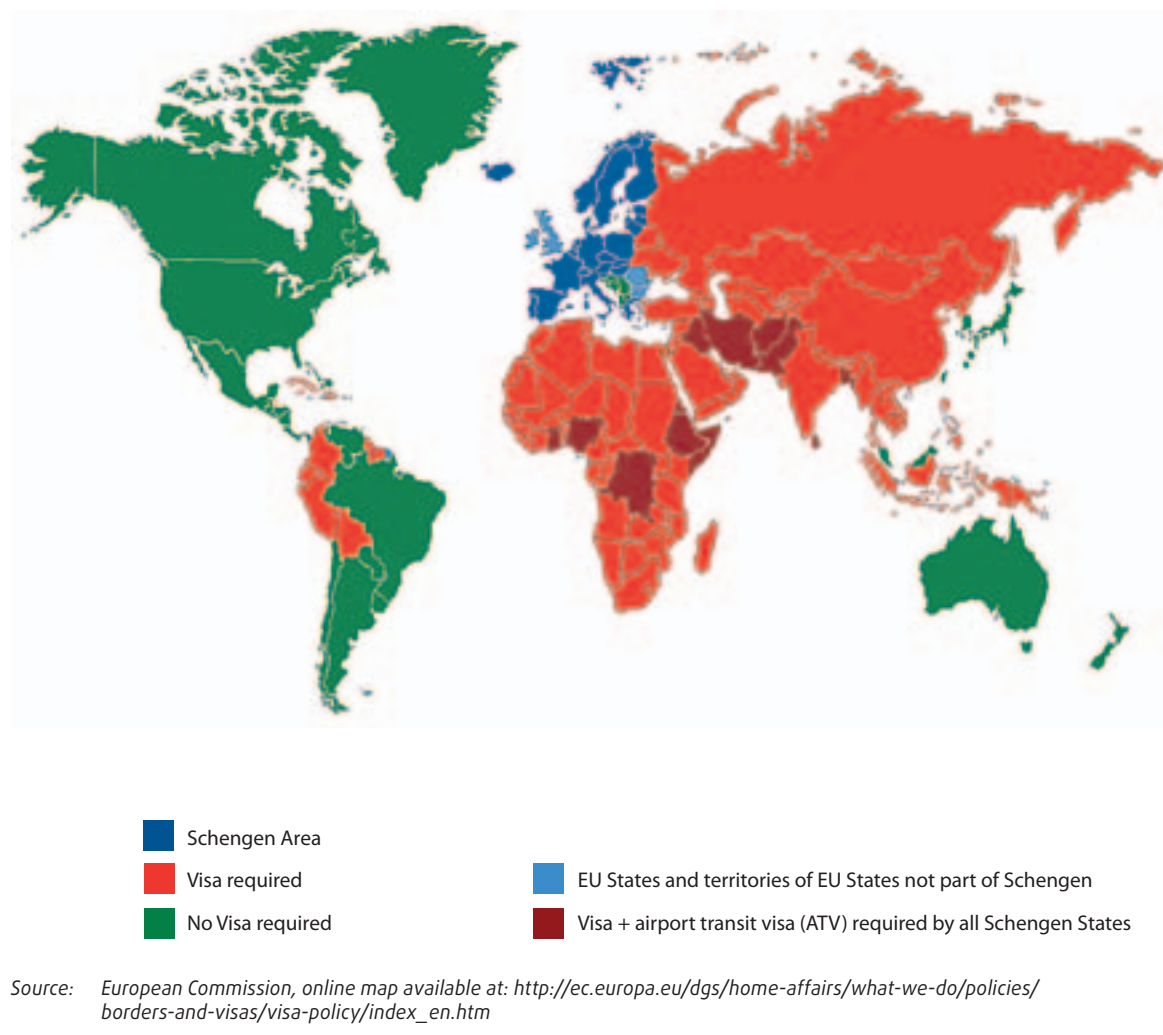 Schengen Area
Visa required
No Visa required
EU States and territories of EU States not part of Schengen
Visa + airport transit visa (ATV) required by all Schengen States
Source: European Commission, online map available at: http://ec.europa.eu/dgs/home-affairs/what-we-do/policies/
borders-and-visas/visa-policy/index_en.htm